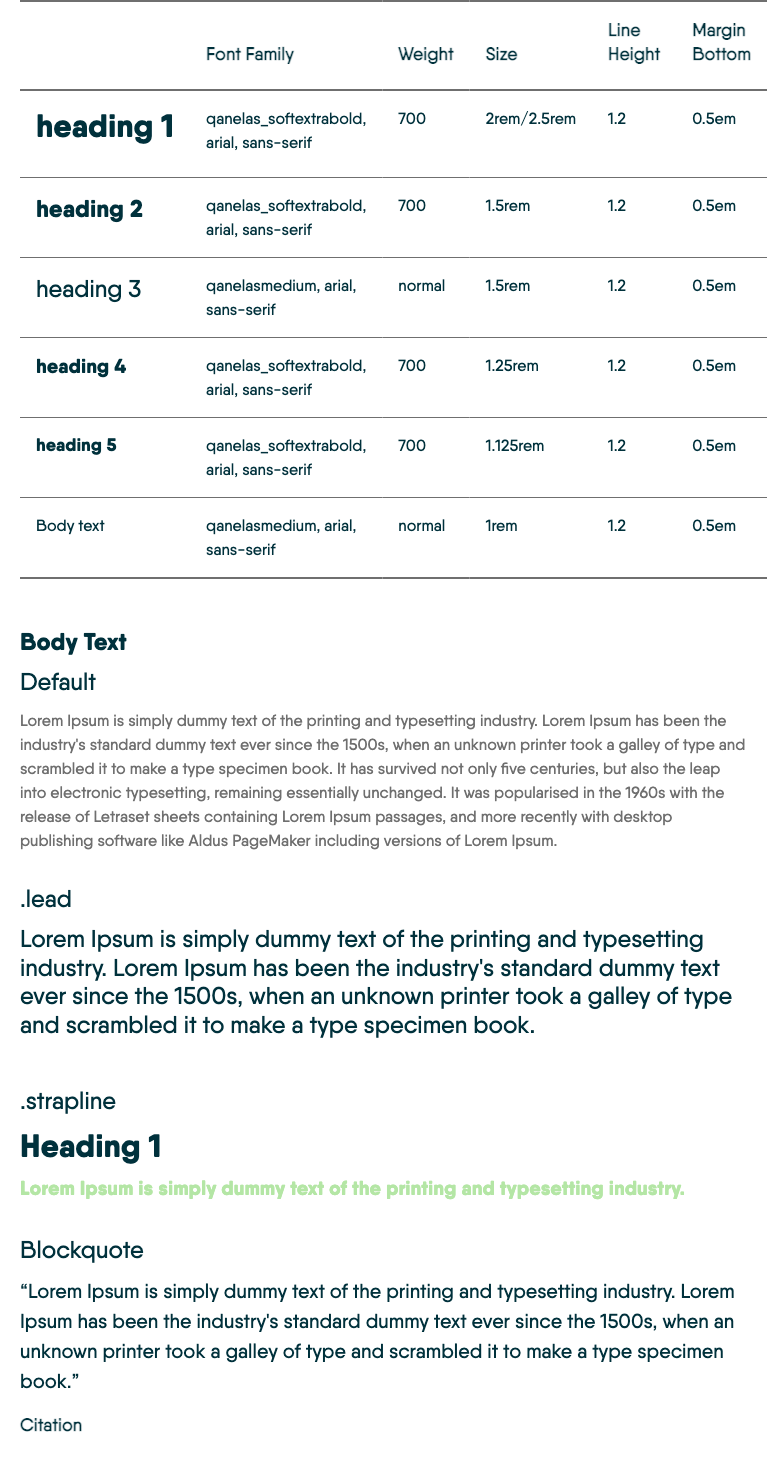 Font Family Weight Size Line Height Margin Bottom
heading 1 qanelas_softextrabold, arial, sans-serif 700 2rem/2.5rem 1.2 0.5em
heading 2 qanelas_softextrabold, arial, sans-serif 700 1.5rem 1.2 0.5em
heading 3 qanelasmedium, arial, sans-serif normal 1.5rem 1.2 0.5em
heading 4 qanelas_softextrabold, arial, sans-serif 700 1.25rem 1.2 0.5em
heading 5 qanelas_softextrabold, arial, sans-serif 700 1.125rem 1.2 0.5em
Body text qanelasmedium, arial, sans-serif normal 1rem 1.2 0.5em
Body Text
Default
Lorem Ipsum is simply dummy text of the printing and typesetting industry. Lorem Ipsum has been the
industry's standard dummy text ever since the 1500s, when an unknown printer took a galley of type and
scrambled it to make a type specimen book. It has survived not only five centuries, but also the leap
into electronic typesetting, remaining essentially unchanged. It was popularised in the 1960s with the
release of Letraset sheets containing Lorem Ipsum passages, and more recently with desktop
publishing software like Aldus PageMaker including versions of Lorem Ipsum.
.lead
Lorem Ipsum is simply dummy text of the printing and typesetting
industry. Lorem Ipsum has been the industry's standard dummy text
ever since the 1500s, when an unknown printer took a galley of type
and scrambled it to make a type specimen book.
.strapline
Heading 1
Lorem Ipsum is simply dummy text of the printing and typesetting industry.
Blockquote
“Lorem Ipsum is simply dummy text of the printing and typesetting industry. Lorem
Ipsum has been the industry's standard dummy text ever since the 1500s, when an
unknown printer took a galley of type and scrambled it to make a type specimen
book.”
Citation